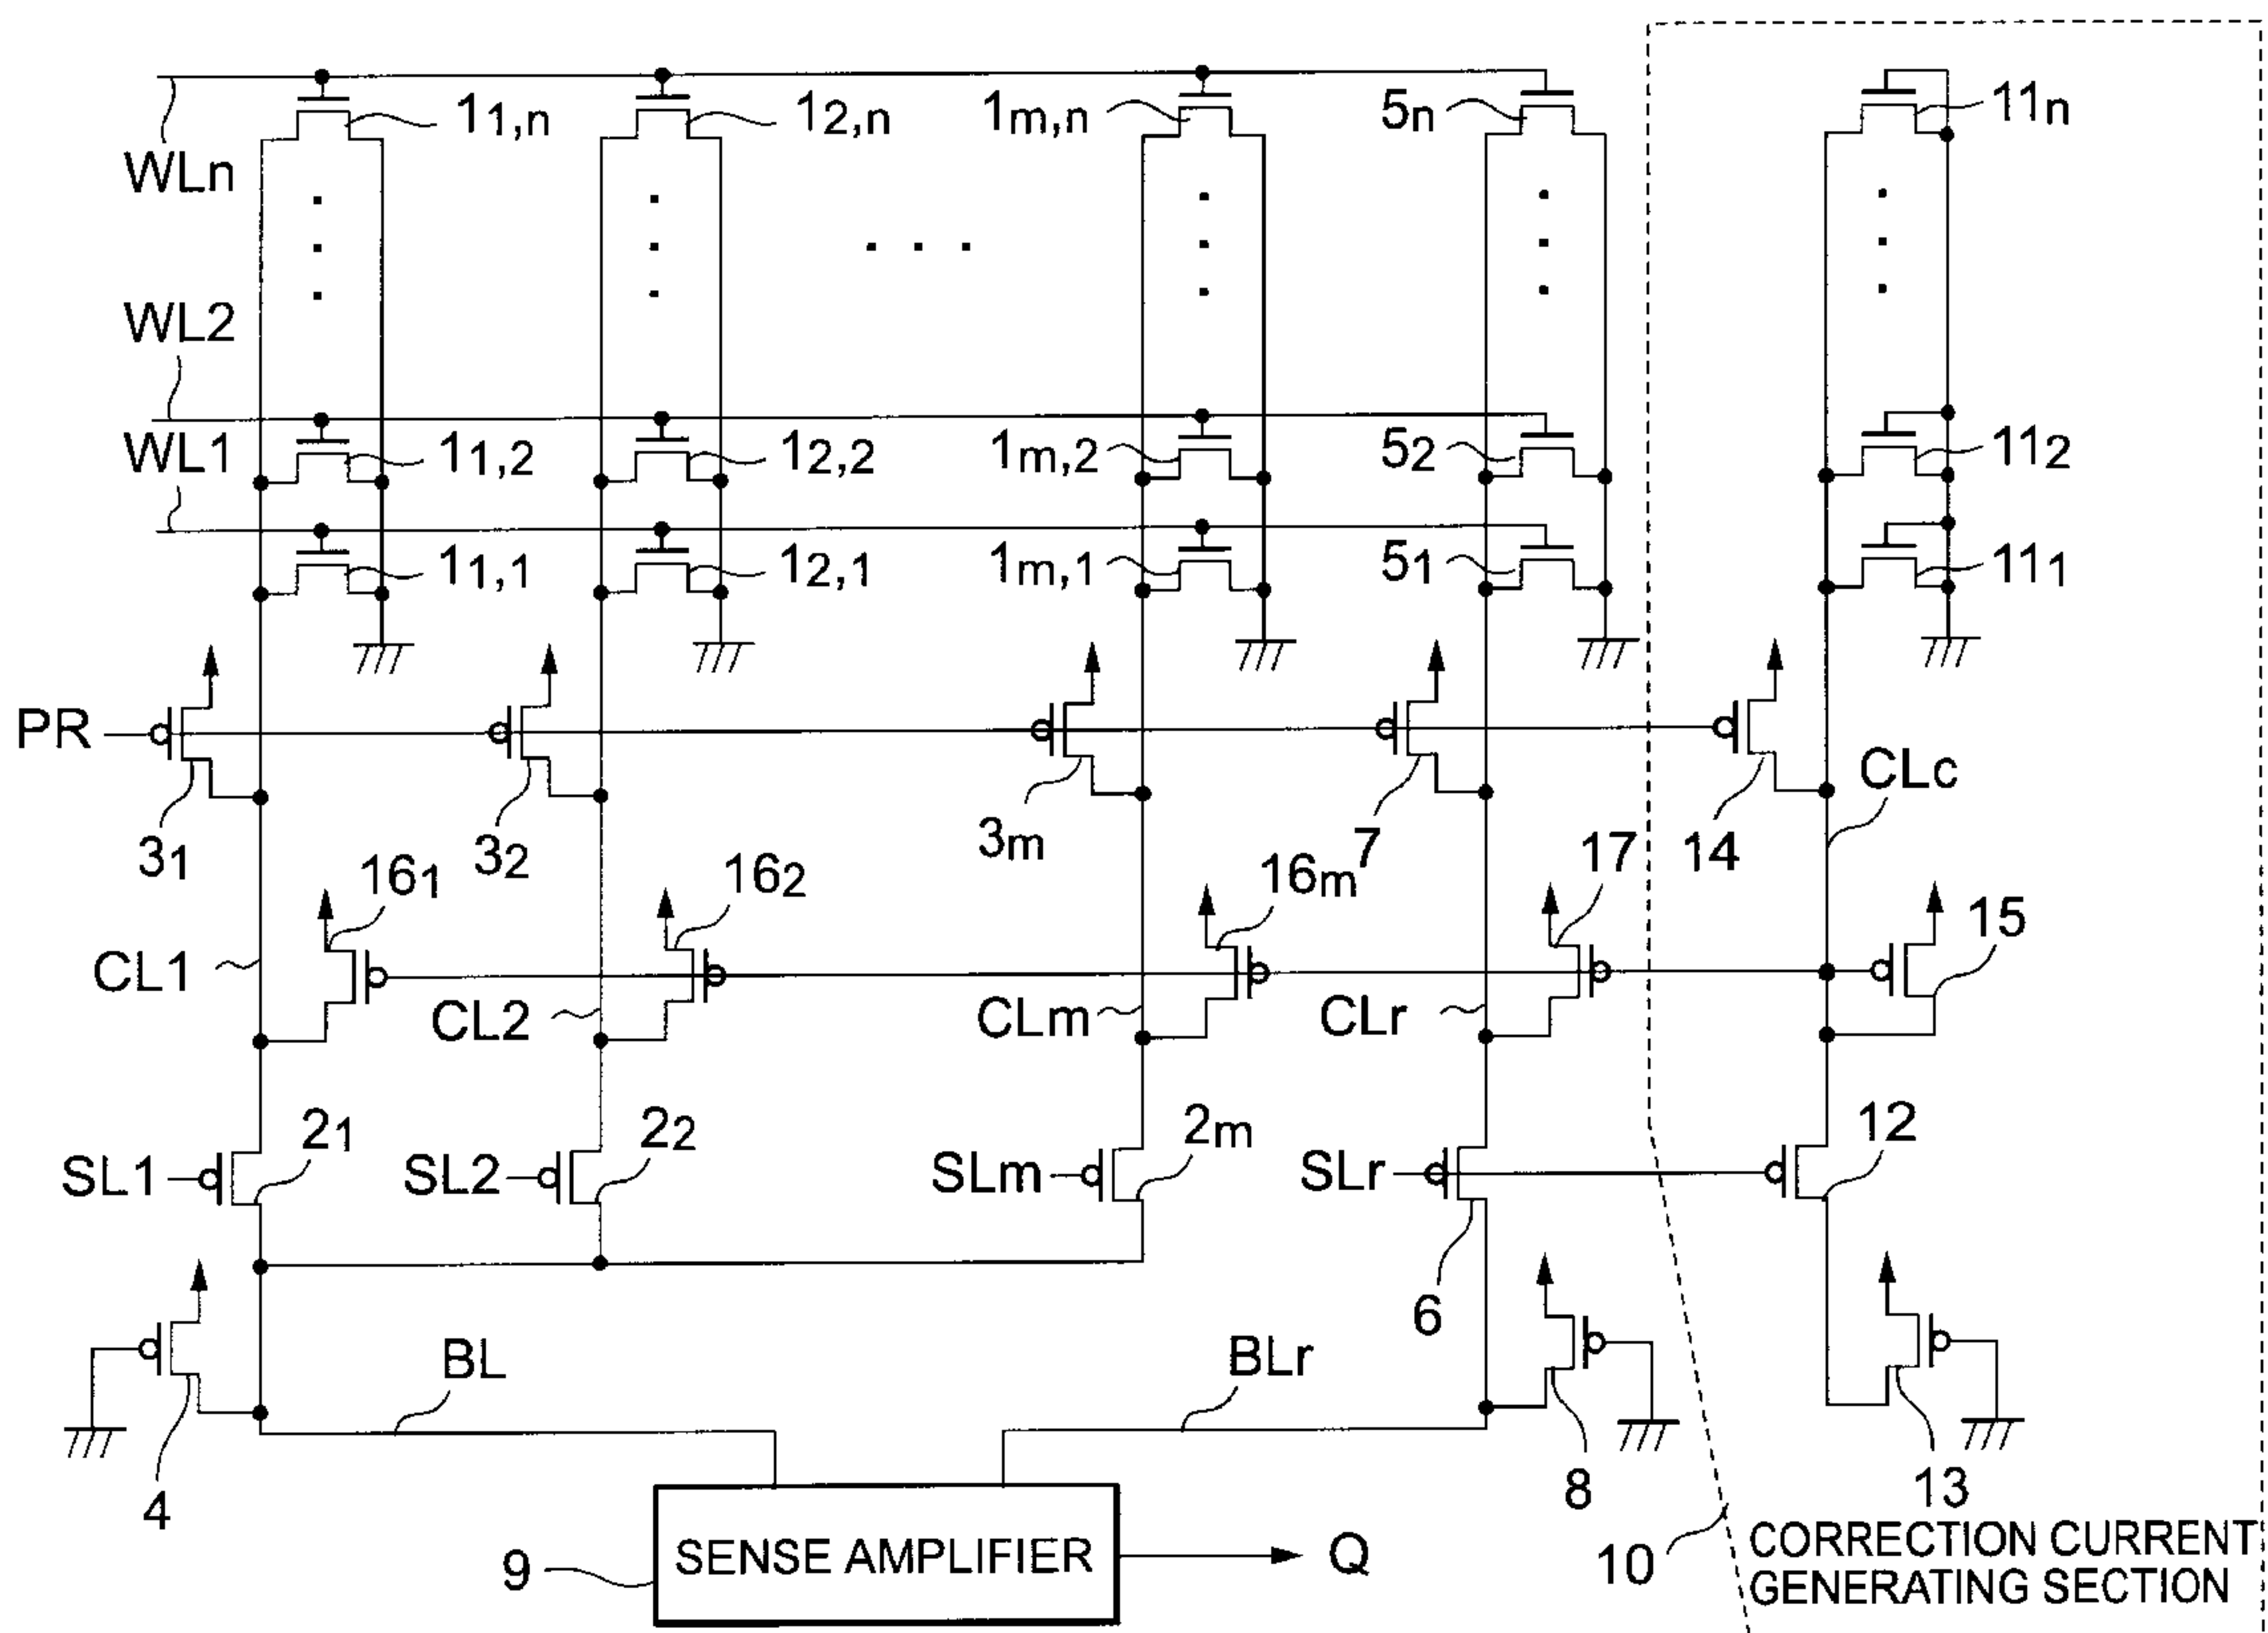 WLn
1₁,n
1₂,n
1m,n
5n
11n
WL2
WL1
1₁,₂
1₂,₂
1m,₂
5₂
11₂
1₁,₁
1₂,₁
1m,₁
5₁
11₁
PR
3₁
3₂
3m
7
14
CLc
16₁
16₂
16m
17
15
CL1
CL2
CLm
CLr
SL1
2₁
SL2
2₂
SLm
2m
SLr
12
6
4
BL
BLr
8
13
9
SENSE AMPLIFIER
Q
10
CORRECTION CURRENT
GENERATING SECTION